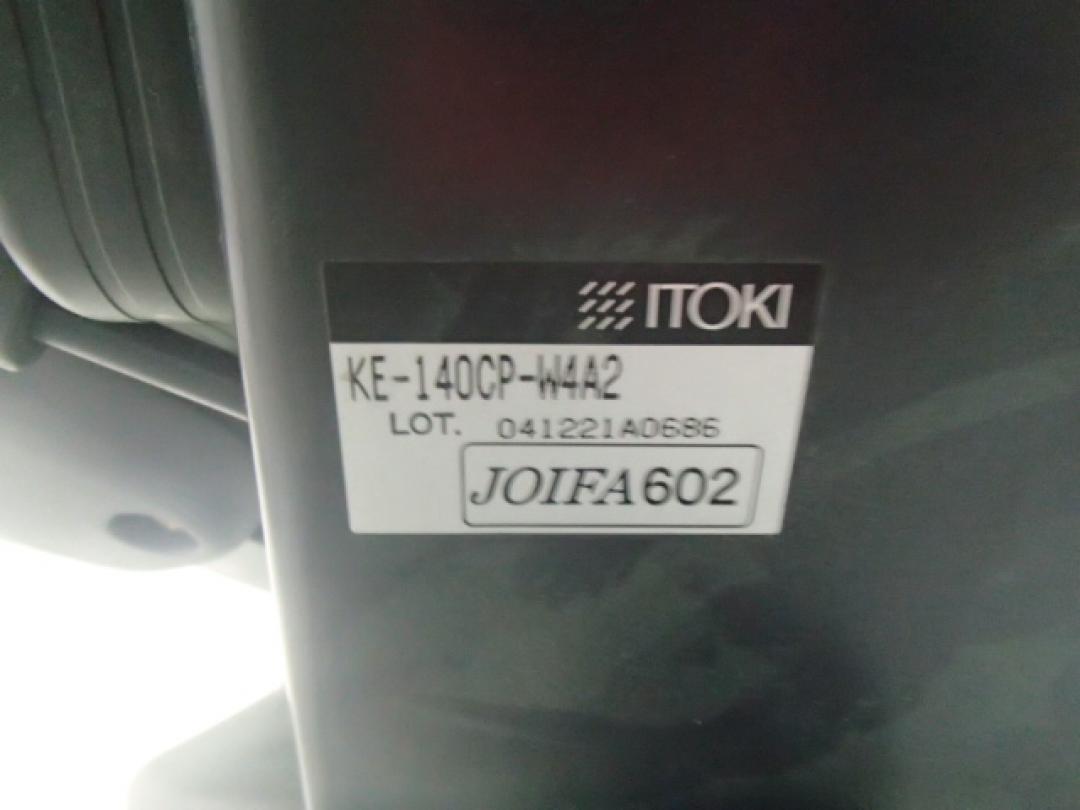 ITOKI
KE-140CP-W4A2
LOT. 041221A0686
JOIFA602